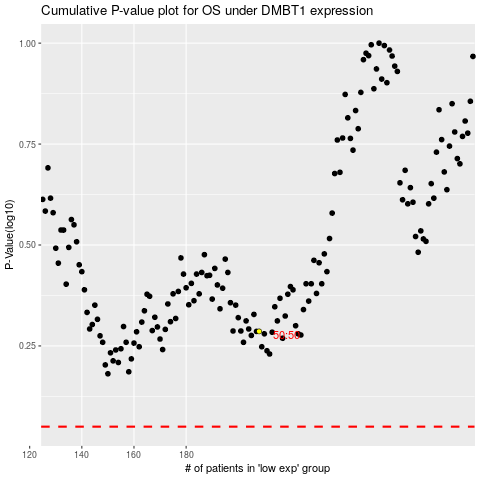 Cumulative P-value plot for OS under DMBT1 expression
P-Value(log10)
1.00
0.75
0.50
0.25
50:50
120 140 160 180
# of patients in 'low exp' group